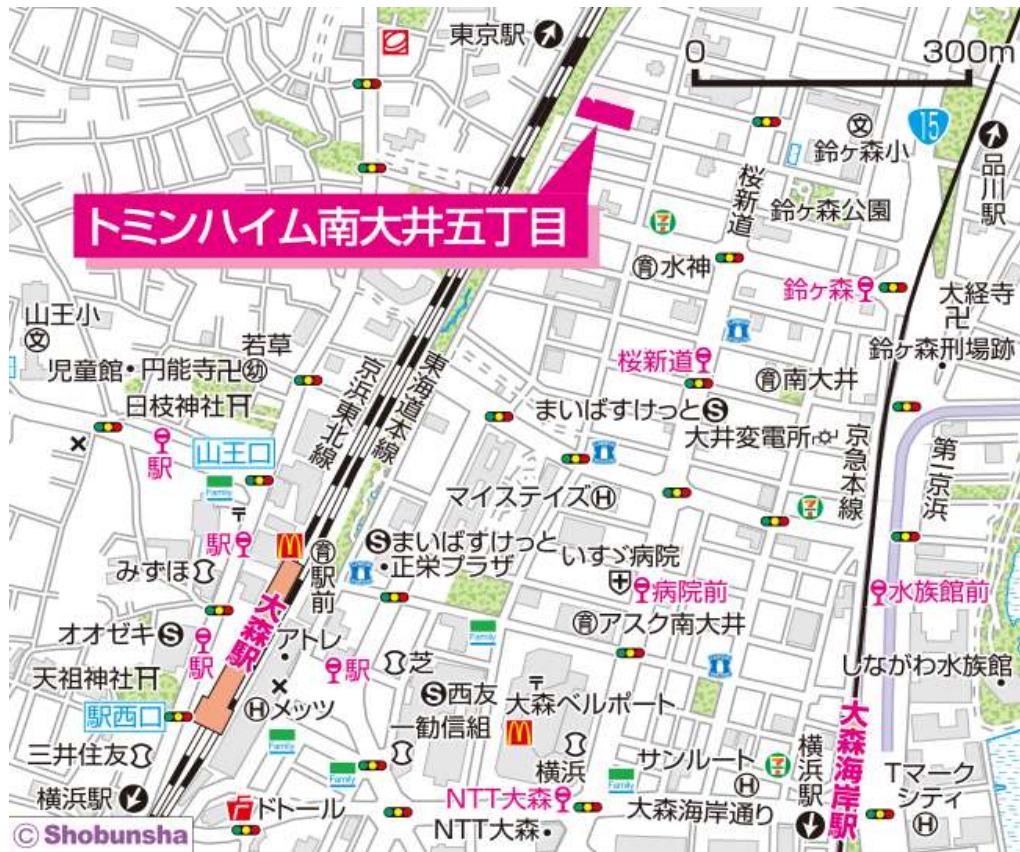 東京駅
0 300m
15
鈴ヶ森小
品川駅
桜新道
鈴ヶ森公園
トミンハイム南大井五丁目
水神
鈴ヶ森
大経寺
鈴ヶ森刑場跡
山王小
若草
児童館
円能寺
幼
日枝神社
京浜東北線
東海道本線
桜新道
南大井
まいばすけっと
大井変電所
京急本線
第一京浜
駅
山王口
Family
マイステイズ
駅
みずほ
駅前
まいばすけっと
正栄プラザ
いすゞ病院
病院前
水族館前
オオゼキ
大森駅
アトレ
駅
駅
芝
Family
アスク南大井
しながわ水族館
天祖神社
駅西口
メッツ
西友
大森ベルポート
一勧信組
三井住友
Family
Family
横浜
Family
サンルート
横浜駅
大森海岸駅
Tマーク
シティ
横浜駅
ドトール
NTT大森
大森海岸通り
NTT大森
© Shobunsha